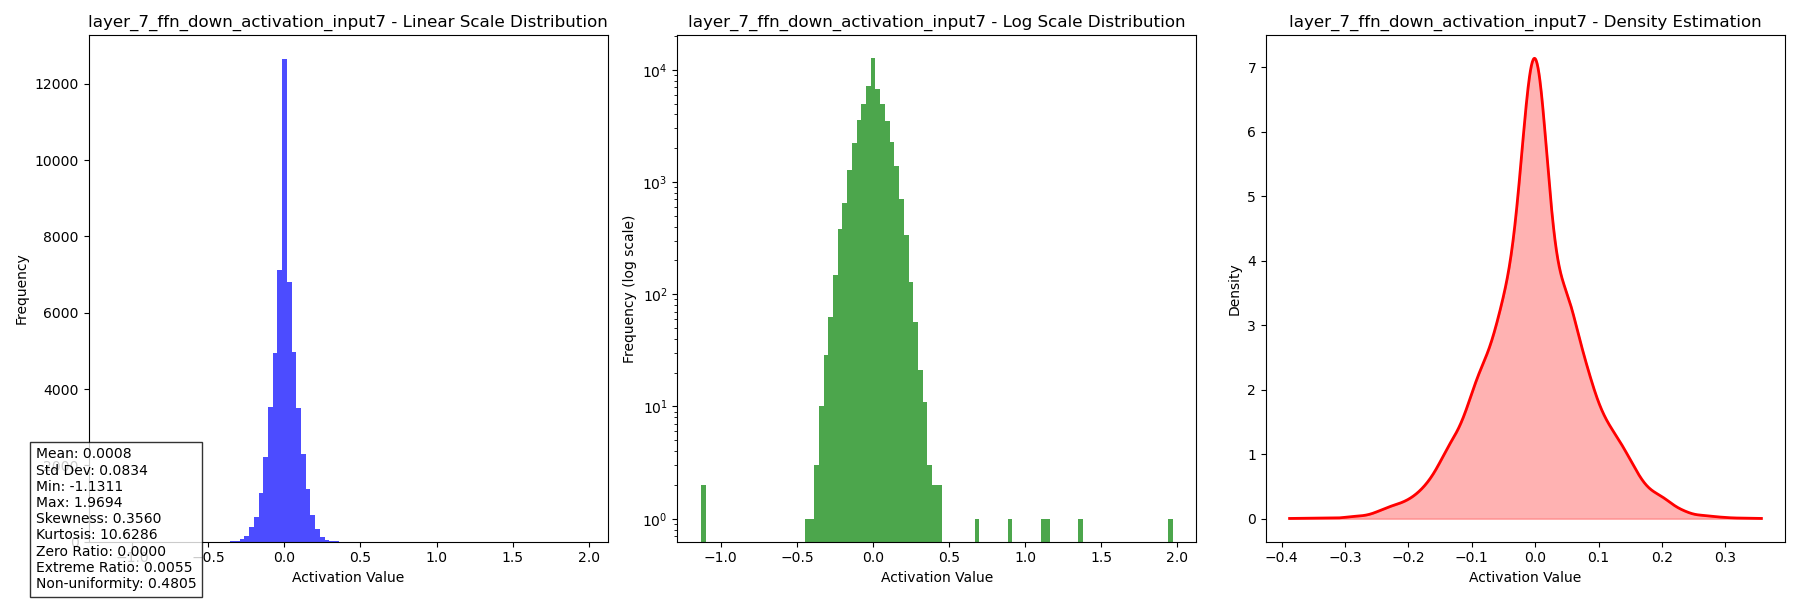 layer_7_ffn_down_activation_input7 - Linear Scale Distribution
Frequency
12000
10000
8000
6000
4000
0
−0.5
0.0
0.5
1.0
1.5
2.0
Activation Value
Mean: 0.0008
Std Dev: 0.0834
Min: -1.1311
Max: 1.9694
Skewness: 0.3560
Kurtosis: 10.6286
Zero Ratio: 0.0000
Extreme Ratio: 0.0055
Non-uniformity: 0.4805
layer_7_ffn_down_activation_input7 - Log Scale Distribution
Frequency (log scale)
10⁴
10³
10²
10¹
10⁰
−1.0
−0.5
0.0
0.5
1.0
1.5
2.0
Activation Value
layer_7_ffn_down_activation_input7 - Density Estimation
Density
7
6
5
4
3
2
1
0
−0.4
−0.3
−0.2
−0.1
0.0
0.1
0.2
0.3
Activation Value